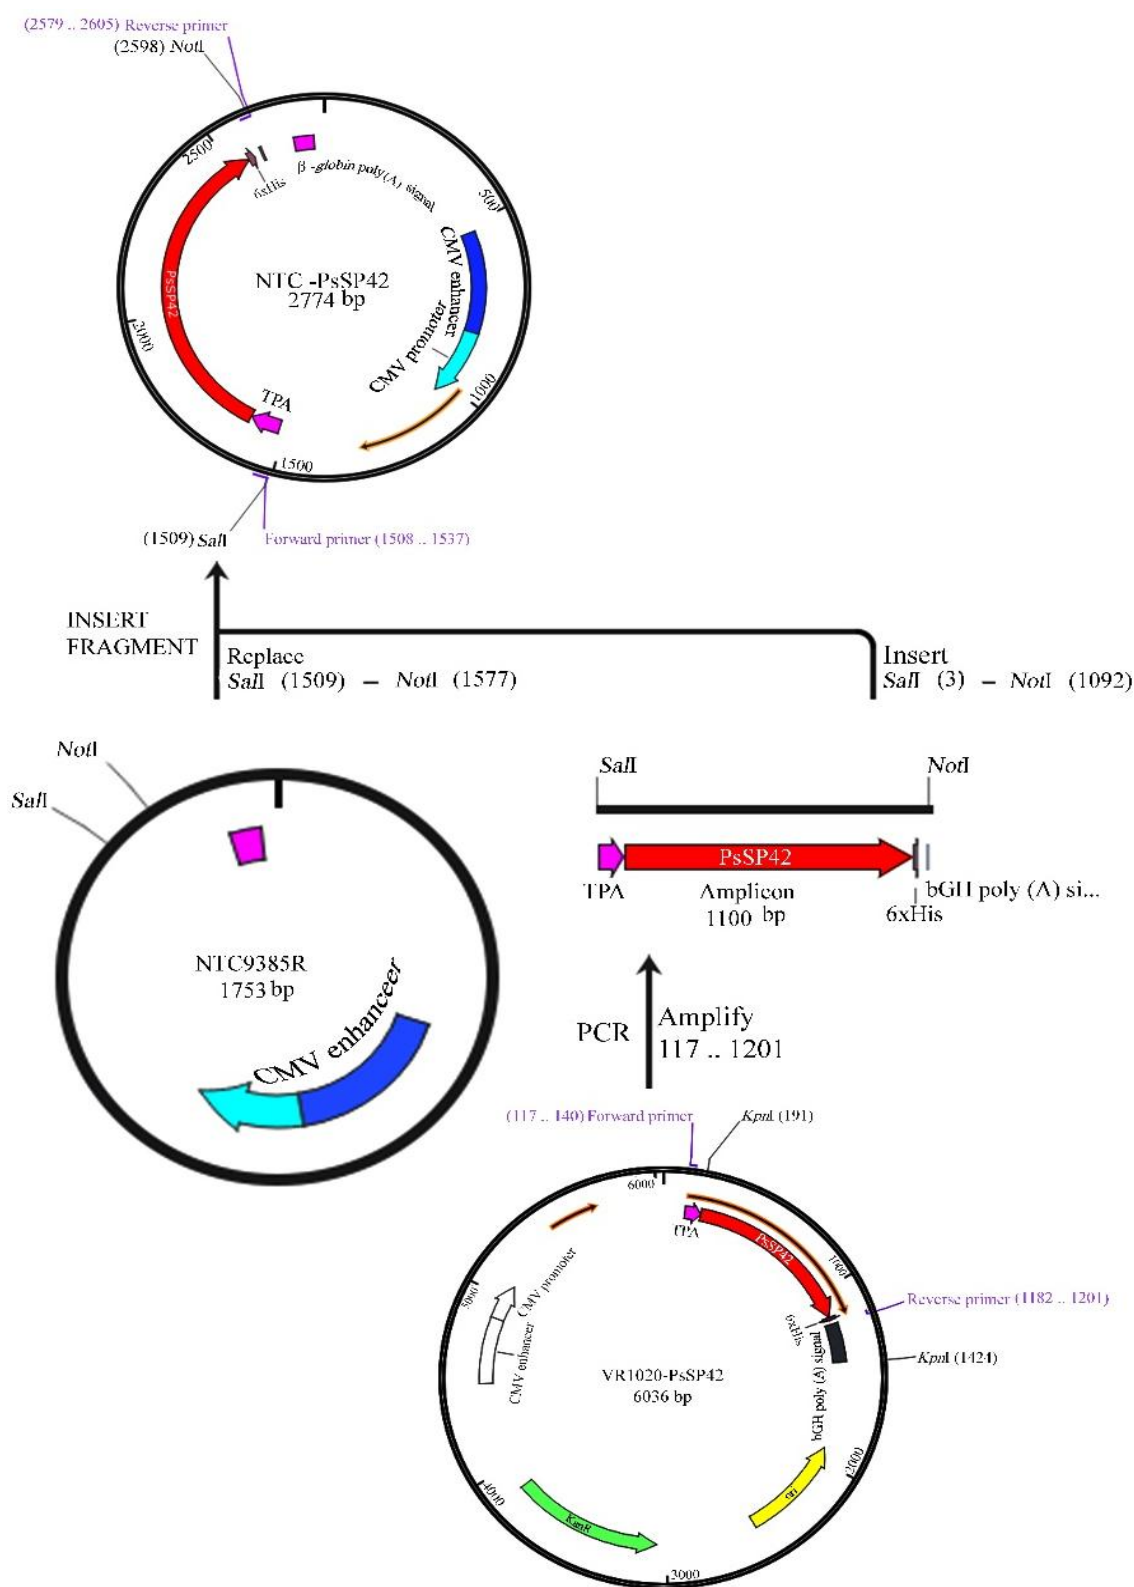 (2579 .. 2605) Reverse primer
(2598) NotI
2500
6xHis
β -globin poly(A) signal
500
CMV enhancer
CMV promoter
NTC -PsSP42
2774 bp
PsSP42
2000
TPA
1000
1500
(1509) SalI
Forward primer (1508 .. 1537)
INSERT
FRAGMENT
Replace
SalI (1509) – NotI (1577)
Insert
SalI (3) – NotI (1092)
NotI
SalI
NTC9385R
1753 bp
CMV enhanceer
SalI
NotI
PsSP42
TPA
Amplicon
1100 bp
6xHis
bGH poly (A) si...
PCR
Amplify
117 .. 1201
(117 .. 140) Forward primer
KpnI (191)
6000
TPA
PsSP42
1000
Reverse primer (1182 .. 1201)
6xHis
bGH poly (A) signal
KpnI (1424)
5000
CMV promoter
CMV enhancer
VR1020-PsSP42
6036 bp
2000
ori
4000
KanR
3000